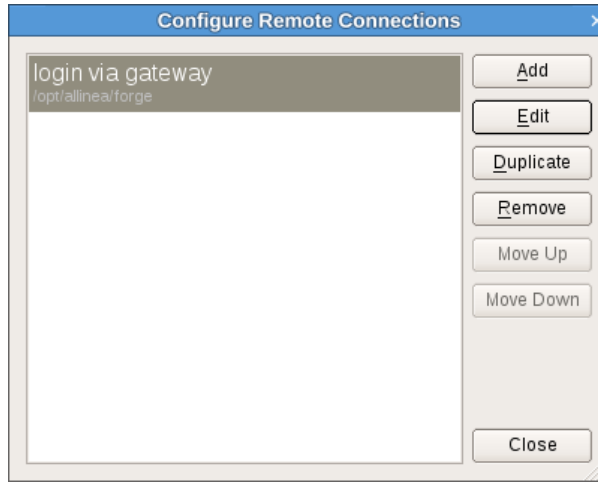 Configure Remote Connections
login via gateway
/opt/allinea/forge
Add
Edit
Duplicate
Remove
Move Up
Move Down
Close